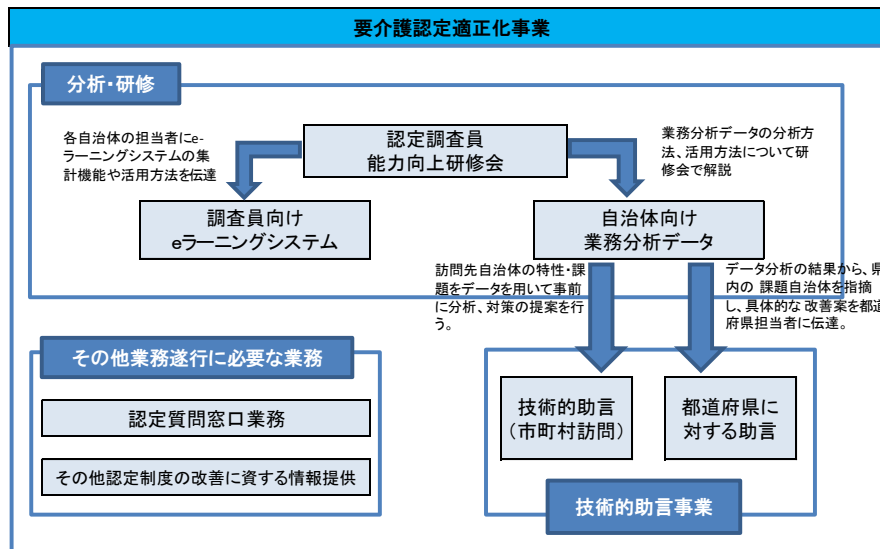 要介護認定適正化事業
分析・研修
各自治体の担当者にe-
ラーニングシステムの集
計機能や活用方法を伝達
認定調査員
能力向上研修会
業務分析データの分析方
法、活用方法について研
修会で解説
調査員向け
eラーニングシステム
自治体向け
業務分析データ
訪問先自治体の特性・課
題をデータを用いて事前
に分析、対策の提案を行
う。
データ分析の結果から、県
内の 課題自治体を指摘
し、具体的な 改善案を都道
府県担当者に伝達。
その他業務遂行に必要な業務
認定質問窓口業務
その他認定制度の改善に資する情報提供
技術的助言
（市町村訪問）
都道府県に
対する助言
技術的助言事業